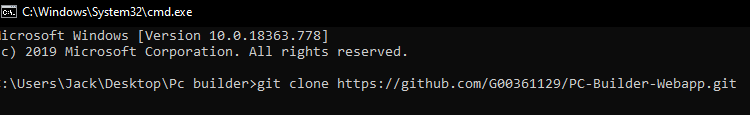 C:\Windows\System32\cmd.exe
icrosoft Windows [Version 10.0.18363.778]
c) 2019 Microsoft Corporation. All rights reserved.
:\Users\Jack\Desktop\Pc builder>git clone https://github.com/G00361129/PC-Builder-Webapp.git